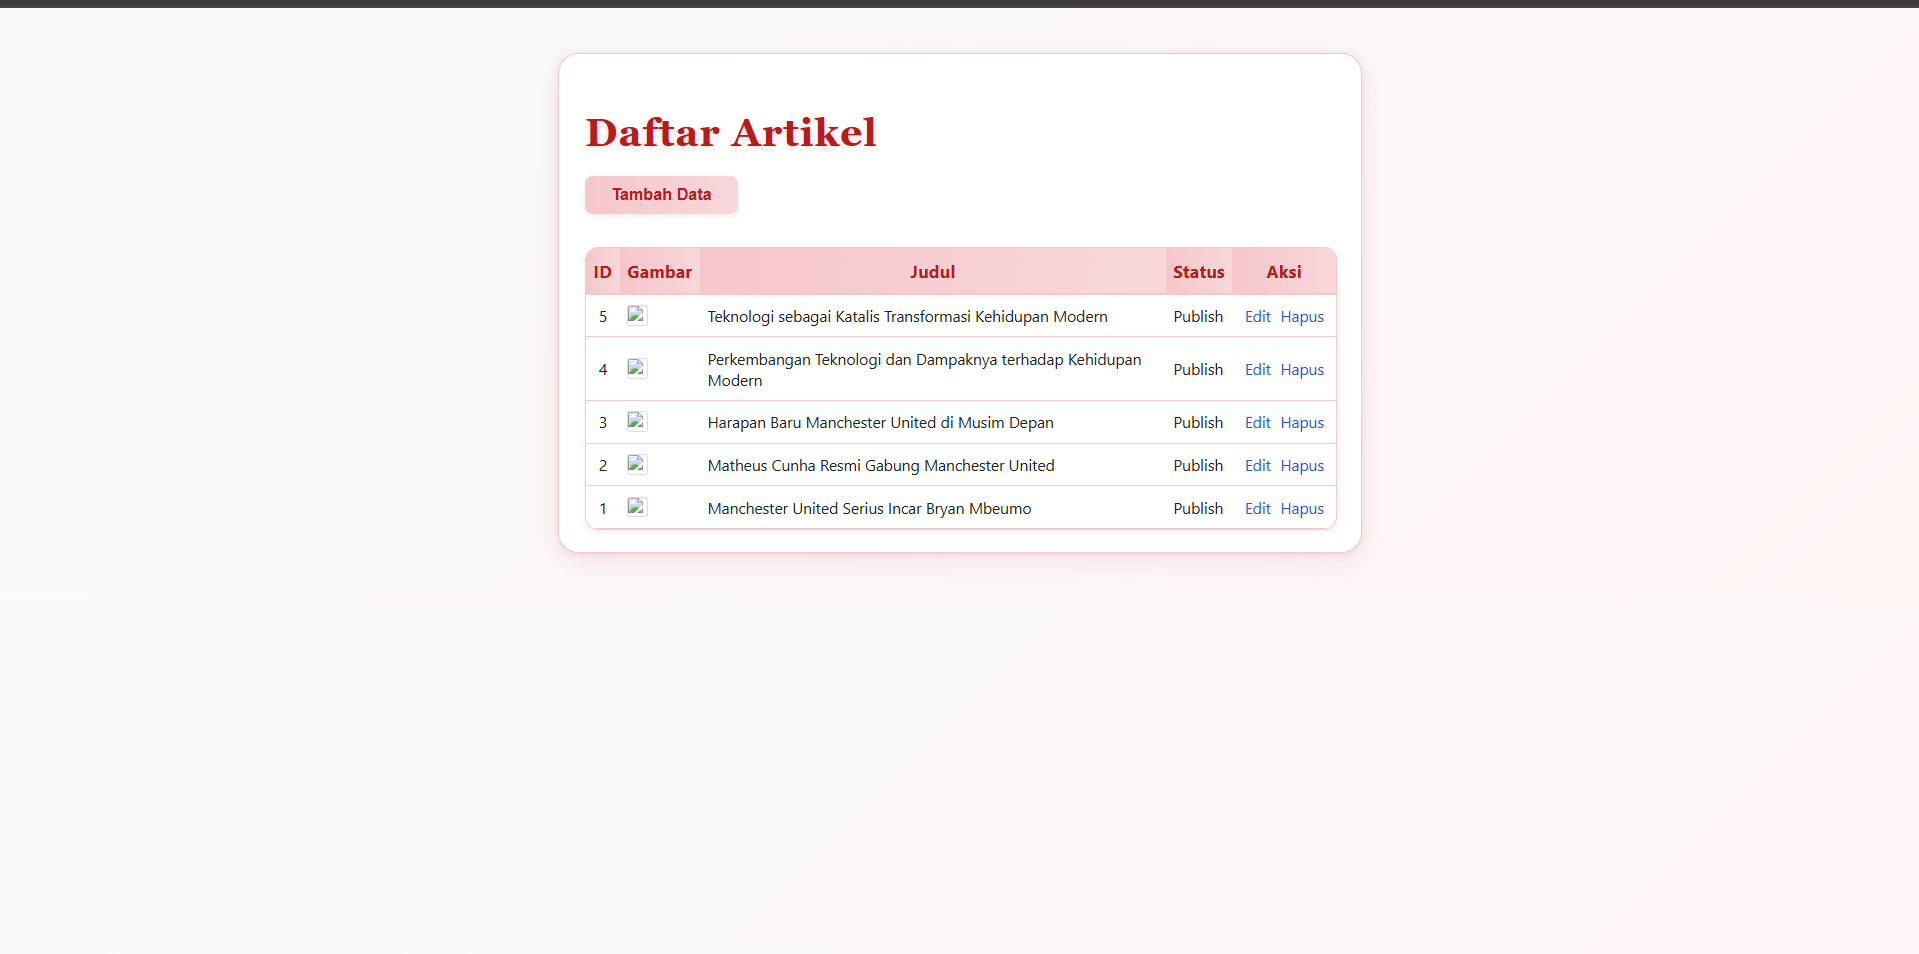 Daftar Artikel
Tambah Data
ID Gambar Judul Status Aksi
5 Teknologi sebagai Katalis Transformasi Kehidupan Modern Publish Edit Hapus
4 Perkembangan Teknologi dan Dampaknya terhadap Kehidupan
Modern Publish Edit Hapus
3 Harapan Baru Manchester United di Musim Depan Publish Edit Hapus
2 Matheus Cunha Resmi Gabung Manchester United Publish Edit Hapus
1 Manchester United Serius Incar Bryan Mbeumo Publish Edit Hapus